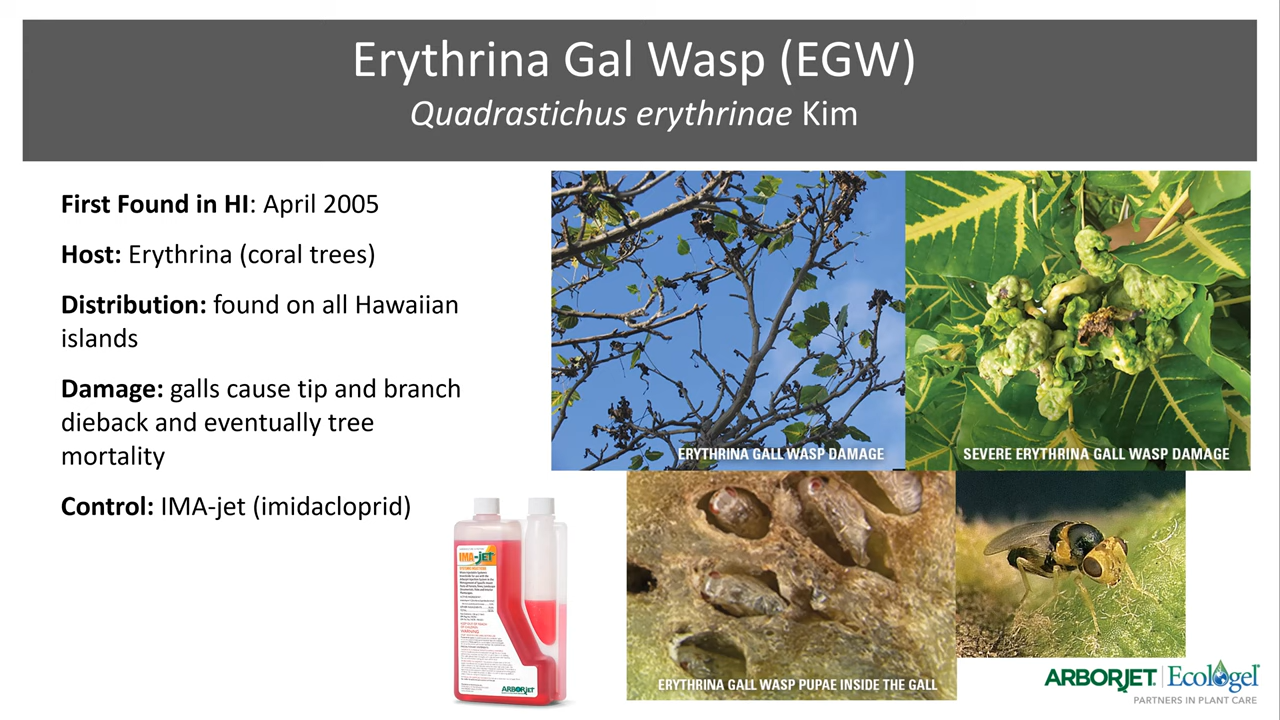 Erythrina Gal Wasp (EGW)
Quadrastichus erythrinae Kim
First Found in HI: April 2005
Host: Erythrina (coral trees)
Distribution: found on all Hawaiian
islands
Damage: galls cause tip and branch
dieback and eventually tree
mortality
Control: IMA-jet (imidacloprid)
ERYTHRINA GALL WASP DAMAGE
SEVERE ERYTHRINA GALL WASP DAMAGE
ERYTHRINA GALL WASP PUPAE INSIDE THE GALL
IMA-jet
WARNING
ARBORJET
ARBORJET | Ecologel
PARTNERS IN PLANT CARE